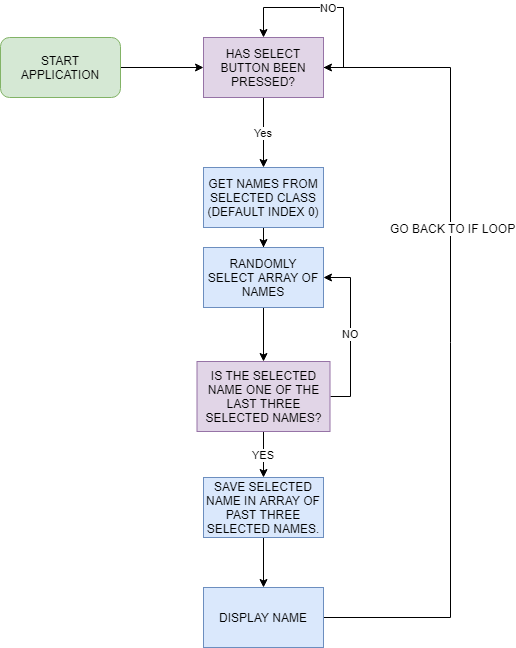 NO
START
APPLICATION
HAS SELECT
BUTTON BEEN
PRESSED?
Yes
GET NAMES FROM
SELECTED CLASS
(DEFAULT INDEX 0)
GO BACK TO IF LOOP
RANDOMLY
SELECT ARRAY OF
NAMES
NO
IS THE SELECTED
NAME ONE OF THE
LAST THREE
SELECTED NAMES?
YES
SAVE SELECTED
NAME IN ARRAY OF
PAST THREE
SELECTED NAMES.
DISPLAY NAME